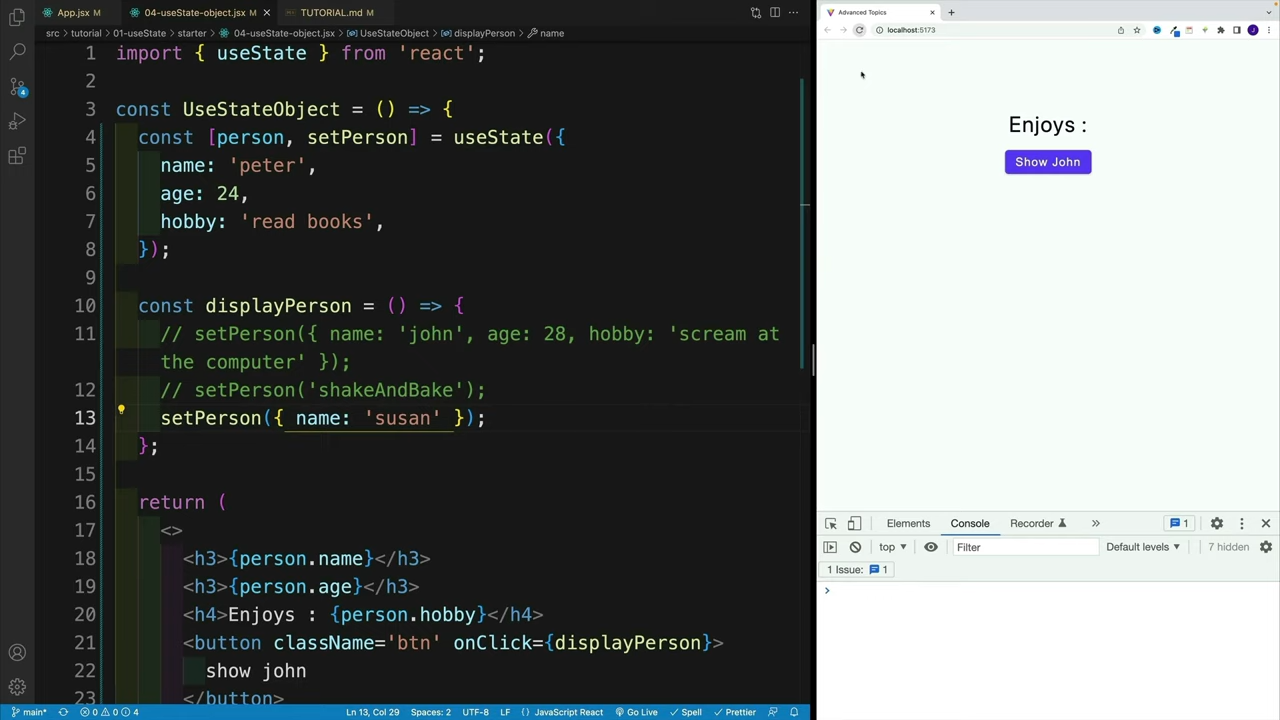 App.jsx M
04-useState-object.jsx M
TUTORIAL.md M
src > tutorial > 01-useState > starter > 04-useState-object.jsx > UseStateObject > displayPerson > name
1 import { useState } from 'react';
2
3 const UseStateObject = () => {
4 const [person, setPerson] = useState({
5 name: 'peter',
6 age: 24,
7 hobby: 'read books',
8 });
9
10 const displayPerson = () => {
11 // setPerson({ name: 'john', age: 28, hobby: 'scream at
the computer' });
12 // setPerson('shakeAndBake');
13 setPerson({ name: 'susan' });
14 };
15
16 return (
17 <>
18 <h3>{person.name}</h3>
19 <h3>{person.age}</h3>
20 <h4>Enjoys : {person.hobby}</h4>
21 <button className='btn' onClick={displayPerson}>
22 show john
23 </button>
4
main* 0 0 4 Ln 13, Col 29 Spaces: 2 UTF-8 LF {} JavaScript React Go Live Spell Prettier
Advanced Topics
localhost:5173
J
Enjoys :
Show John
Elements Console Recorder » 1
top Filter Default levels 7 hidden
1 Issue: 1